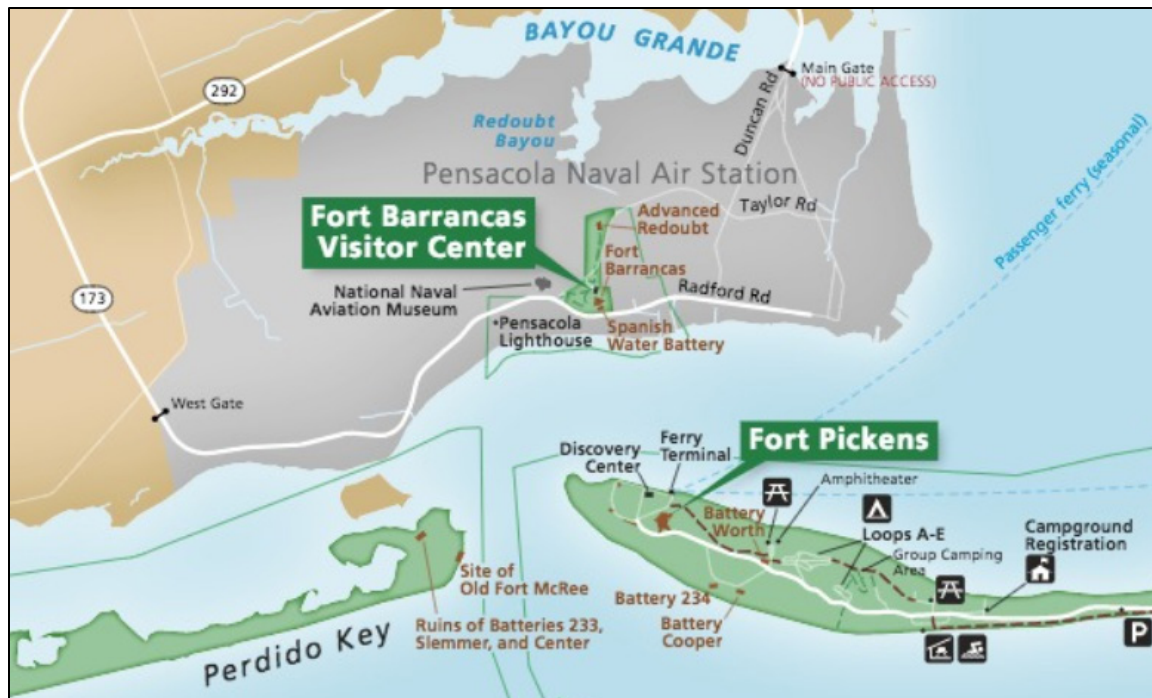 BAYOU GRANDE
Main Gate
(NO PUBLIC ACCESS)
292
Duncan Rd
Redoubt
Bayou
Pensacola Naval Air Station
Passenger ferry (seasonal)
Taylor Rd
Fort Barrancas
Visitor Center
Advanced
Redoubt
Fort
Barrancas
173
National Naval
Aviation Museum
Radford Rd
Pensacola
Lighthouse
Spanish
Water Battery
West Gate
Fort Pickens
Discovery
Center
Ferry
Terminal
Amphitheater
Battery
Worth
Loops A-E
Group Camping
Area
Campground
Registration
Site of
Old Fort McRee
Battery 234
Battery
Cooper
Ruins of Batteries 233,
Slemmer, and Center
P
Perdido Key